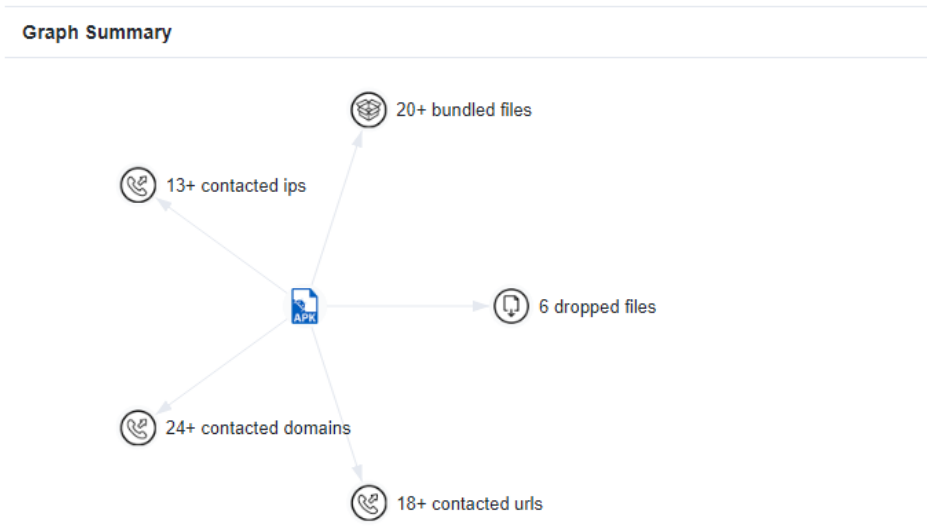 Graph Summary
20+ bundled files
13+ contacted ips
APK
6 dropped files
24+ contacted domains
18+ contacted urls